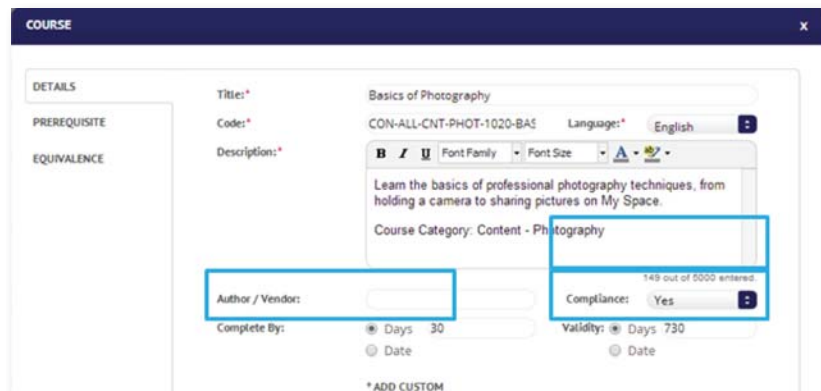 COURSE x
DETAILS
PREREQUISITE
EQUIVALENCE
Title:* Basics of Photography
Code:* CON-ALL-CNT-PHOT-1020-BAS Language:* English
Description:* B I U Font Family Font Size A ab
Learn the basics of professional photography techniques, from
holding a camera to sharing pictures on My Space.
Course Category: Content - Photography
149 out of 5000 entered.
Author / Vendor: Compliance: Yes
Complete By: Days 30 Validity: Days 730
Date Date
* ADD CUSTOM